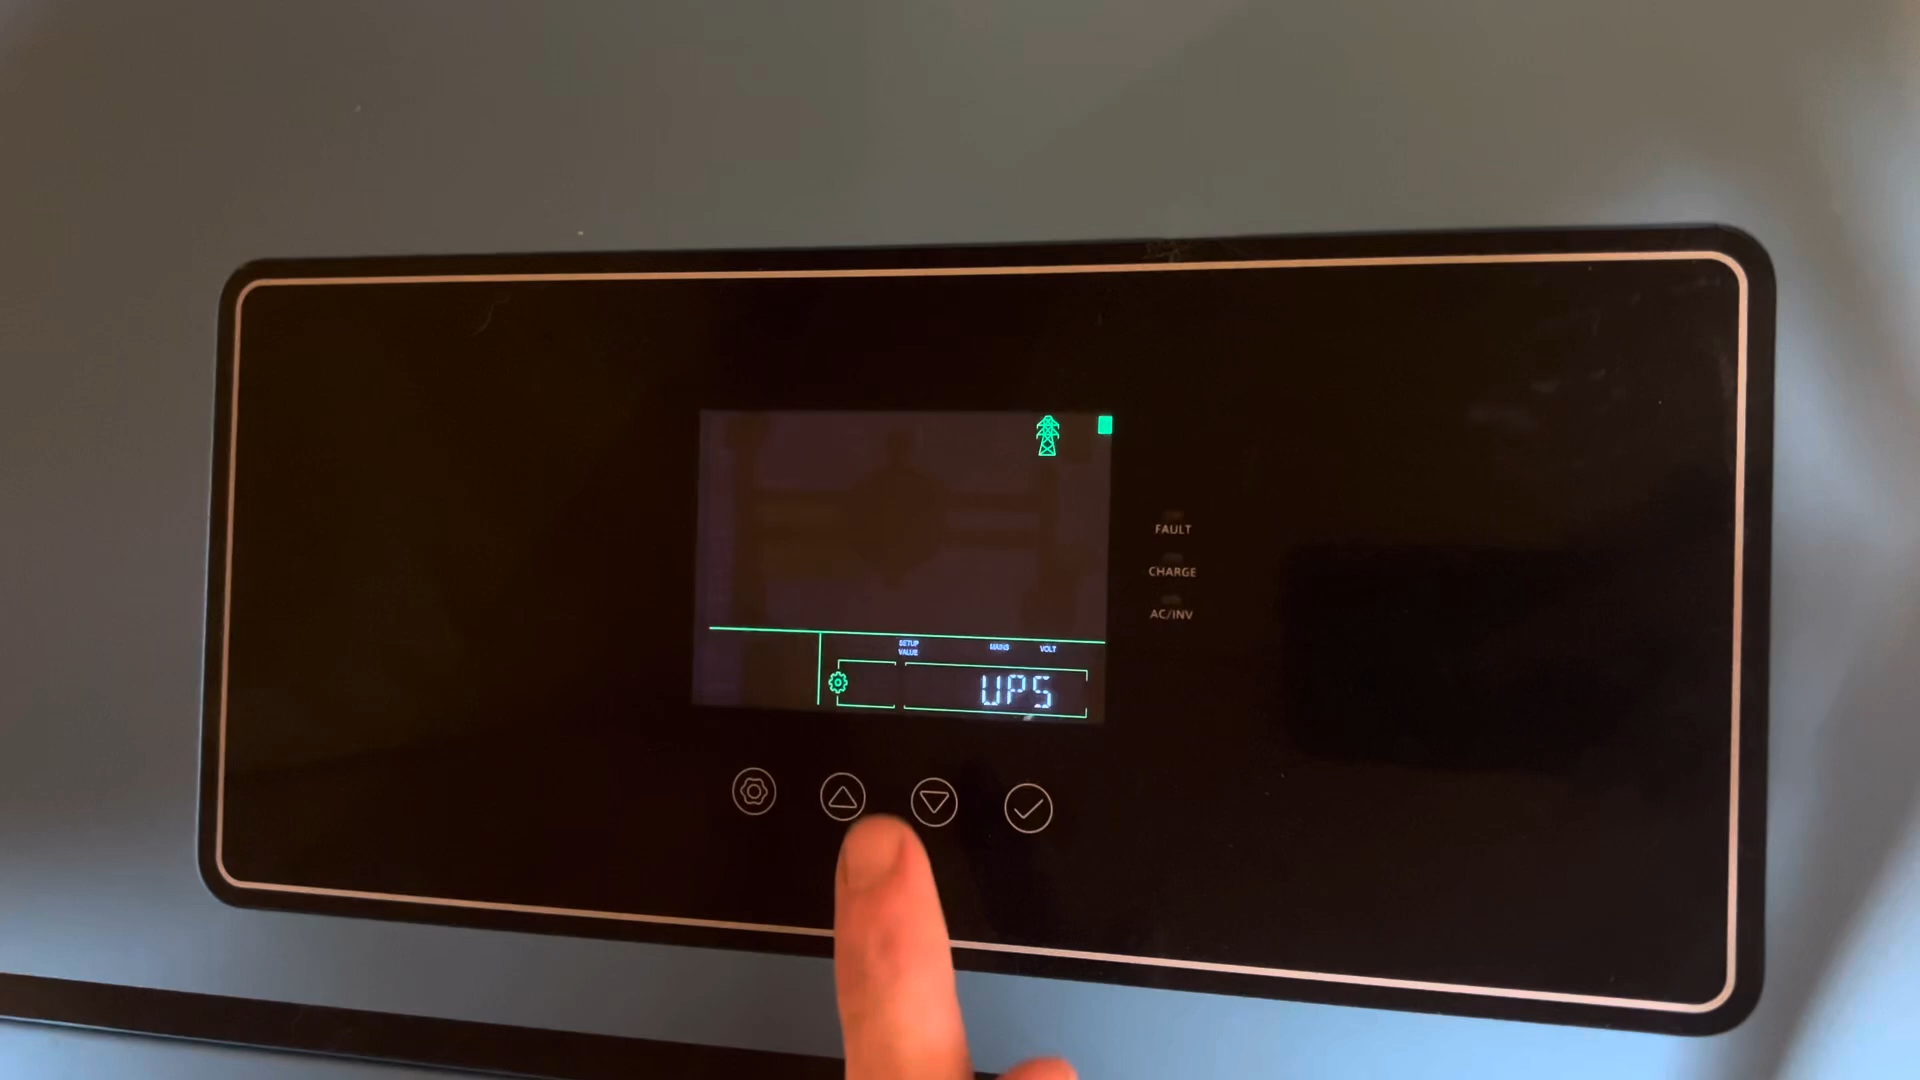 FAULT
CHARGE
AC/INV
SETUP
VALUE
MAINS
VOLT
UPS